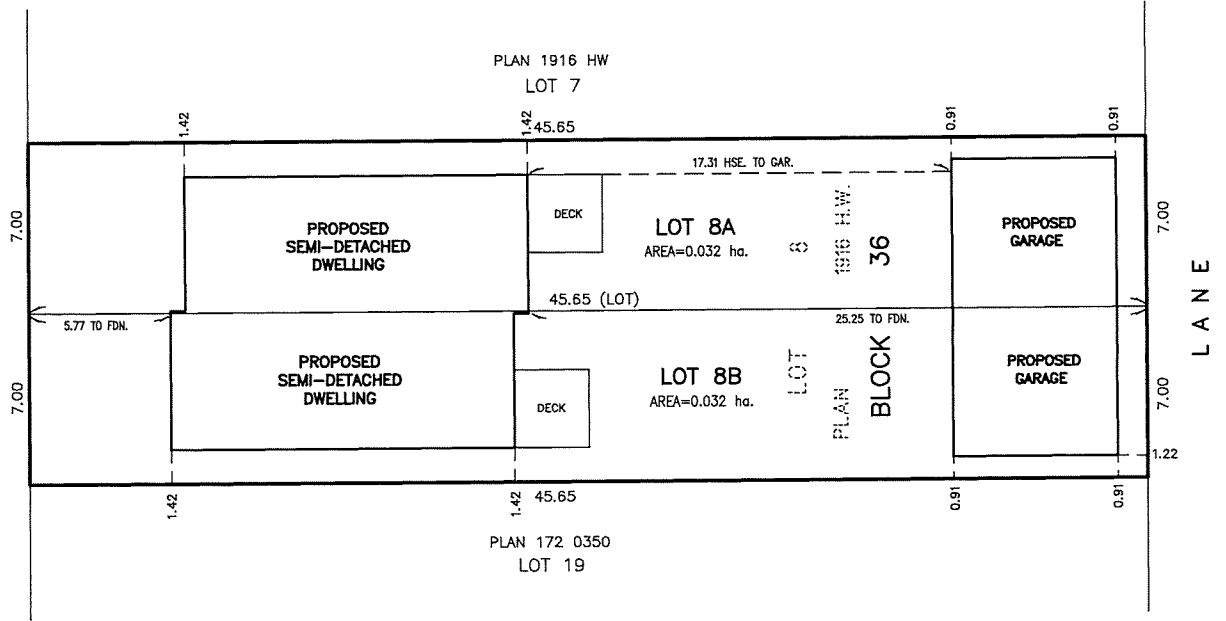 PLAN 1916 HW
LOT 7
1.42
1.42
45.65
0.91
0.91
17.31 HSE. TO GAR.
7.00
PROPOSED
SEMI-DETACHED
DWELLING
DECK
LOT 8A
AREA=0.032 ha.
8
1916 H.W.
36
PROPOSED
GARAGE
7.00
LANE
5.77 TO FDN.
45.65 (LOT)
25.25 TO FDN.
7.00
PROPOSED
SEMI-DETACHED
DWELLING
DECK
LOT 8B
AREA=0.032 ha.
LOT
PLAN
BLOCK
PROPOSED
GARAGE
7.00
1.22
1.42
1.42
45.65
0.91
0.91
PLAN 172 0350
LOT 19